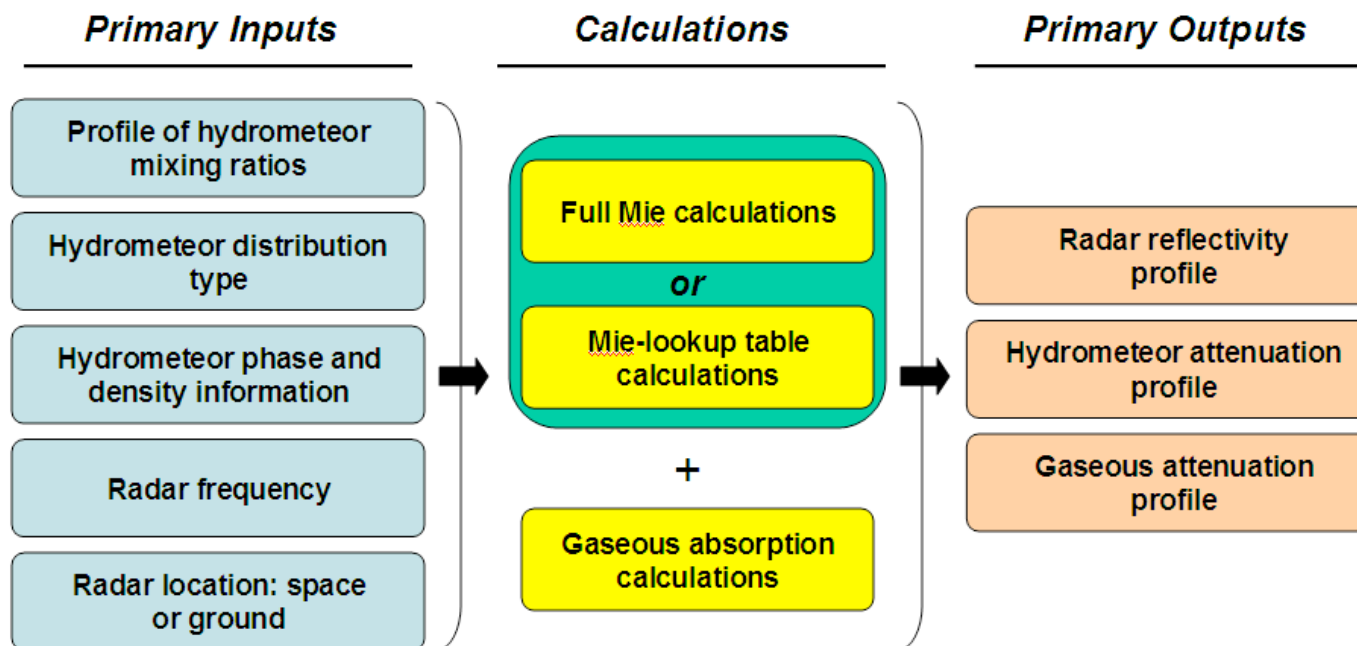 Primary Inputs
Profile of hydrometeor
mixing ratios
Hydrometeor distribution
type
Hydrometeor phase and
density information
Radar frequency
Radar location: space
or ground
Calculations
Full Mie calculations
or
Mie-lookup table
calculations
+
Gaseous absorption
calculations
Primary Outputs
Radar reflectivity
profile
Hydrometeor attenuation
profile
Gaseous attenuation
profile